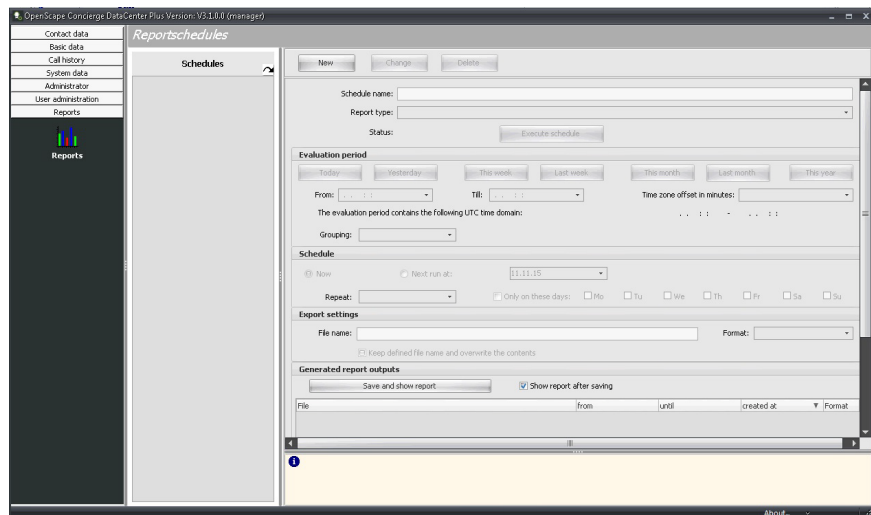 OpenScape Concierge DataCenter Plus Version: V3.1.0.0 (manager)
Contact data
Basic data
Call history
System data
Administrator
User administration
Reports
Reports
Reportschedules
Schedules
New Change Delete
Schedule name:
Report type:
Status: Execute schedule
Evaluation period
Today Yesterday This week Last week This month Last month This year
From: . . : : Till: . . : : Time zone offset in minutes:
The evaluation period contains the following UTC time domain: . . : : - . . : :
Grouping:
Schedule
Now Next run at: 11.11.15
Repeat: Only on these days: Mo Tu We Th Fr Sa Su
Export settings
File name: Format:
Keep defined file name and overwrite the contents
Generated report outputs
Save and show report Show report after saving
File from until created at Format
About